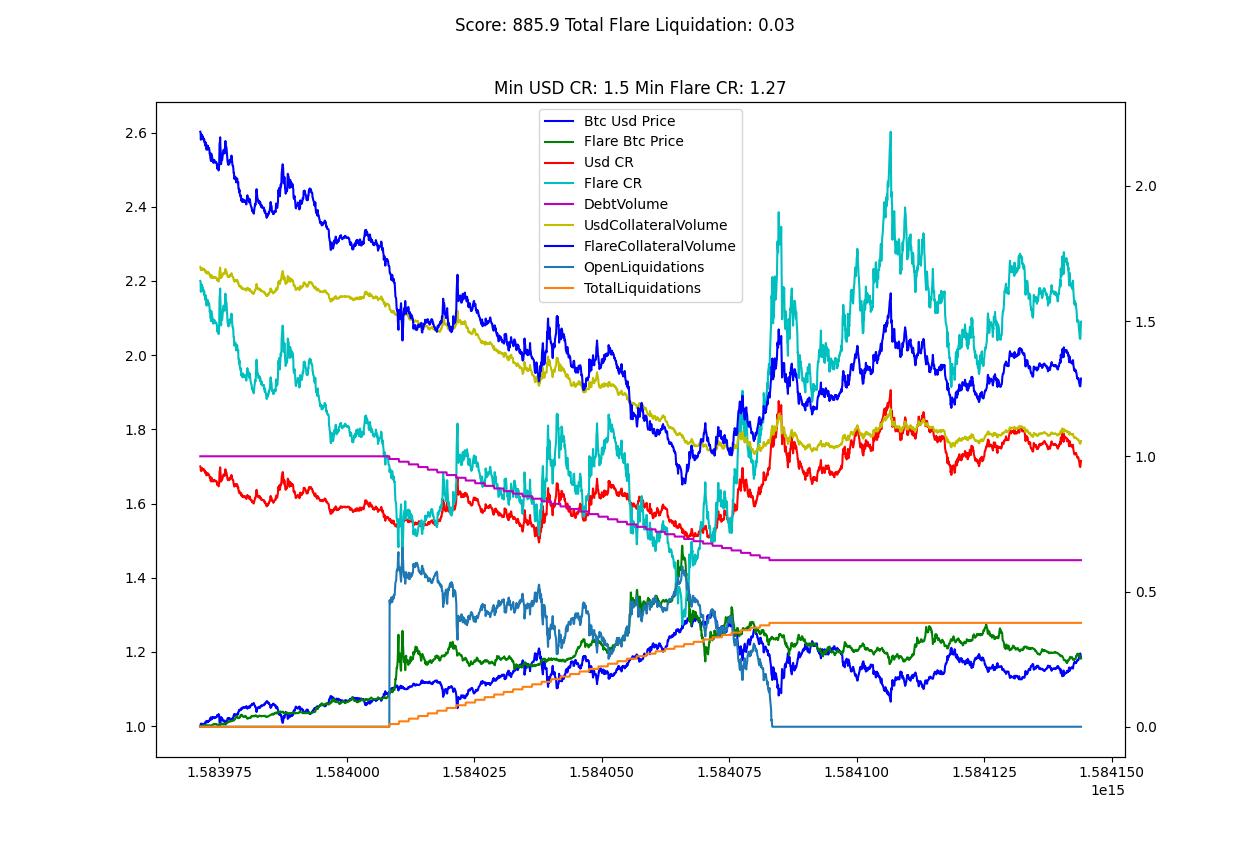 Score: 885.9 Total Flare Liquidation: 0.03
Min USD CR: 1.5 Min Flare CR: 1.27
Btc Usd Price
Flare Btc Price
Usd CR
Flare CR
DebtVolume
UsdCollateralVolume
FlareCollateralVolume
OpenLiquidations
TotalLiquidations
2.6
2.4
2.2
2.0
1.8
1.6
1.4
1.2
1.0
2.0
1.5
1.0
0.5
0.0
1.583975 1.584000 1.584025 1.584050 1.584075 1.584100 1.584125 1.584150
1e15